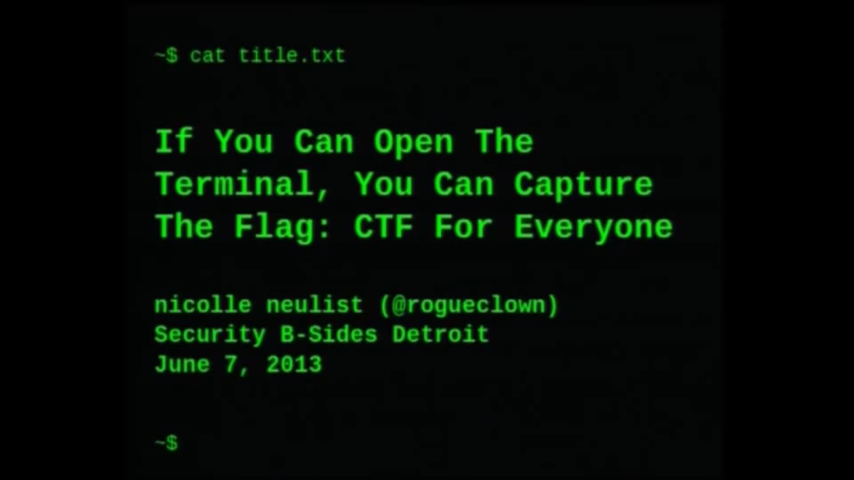 ~$ cat title.txt
If You Can Open The
Terminal, You Can Capture
The Flag: CTF For Everyone
nicolle neulist (@rogueclown)
Security B-Sides Detroit
June 7, 2013
~$